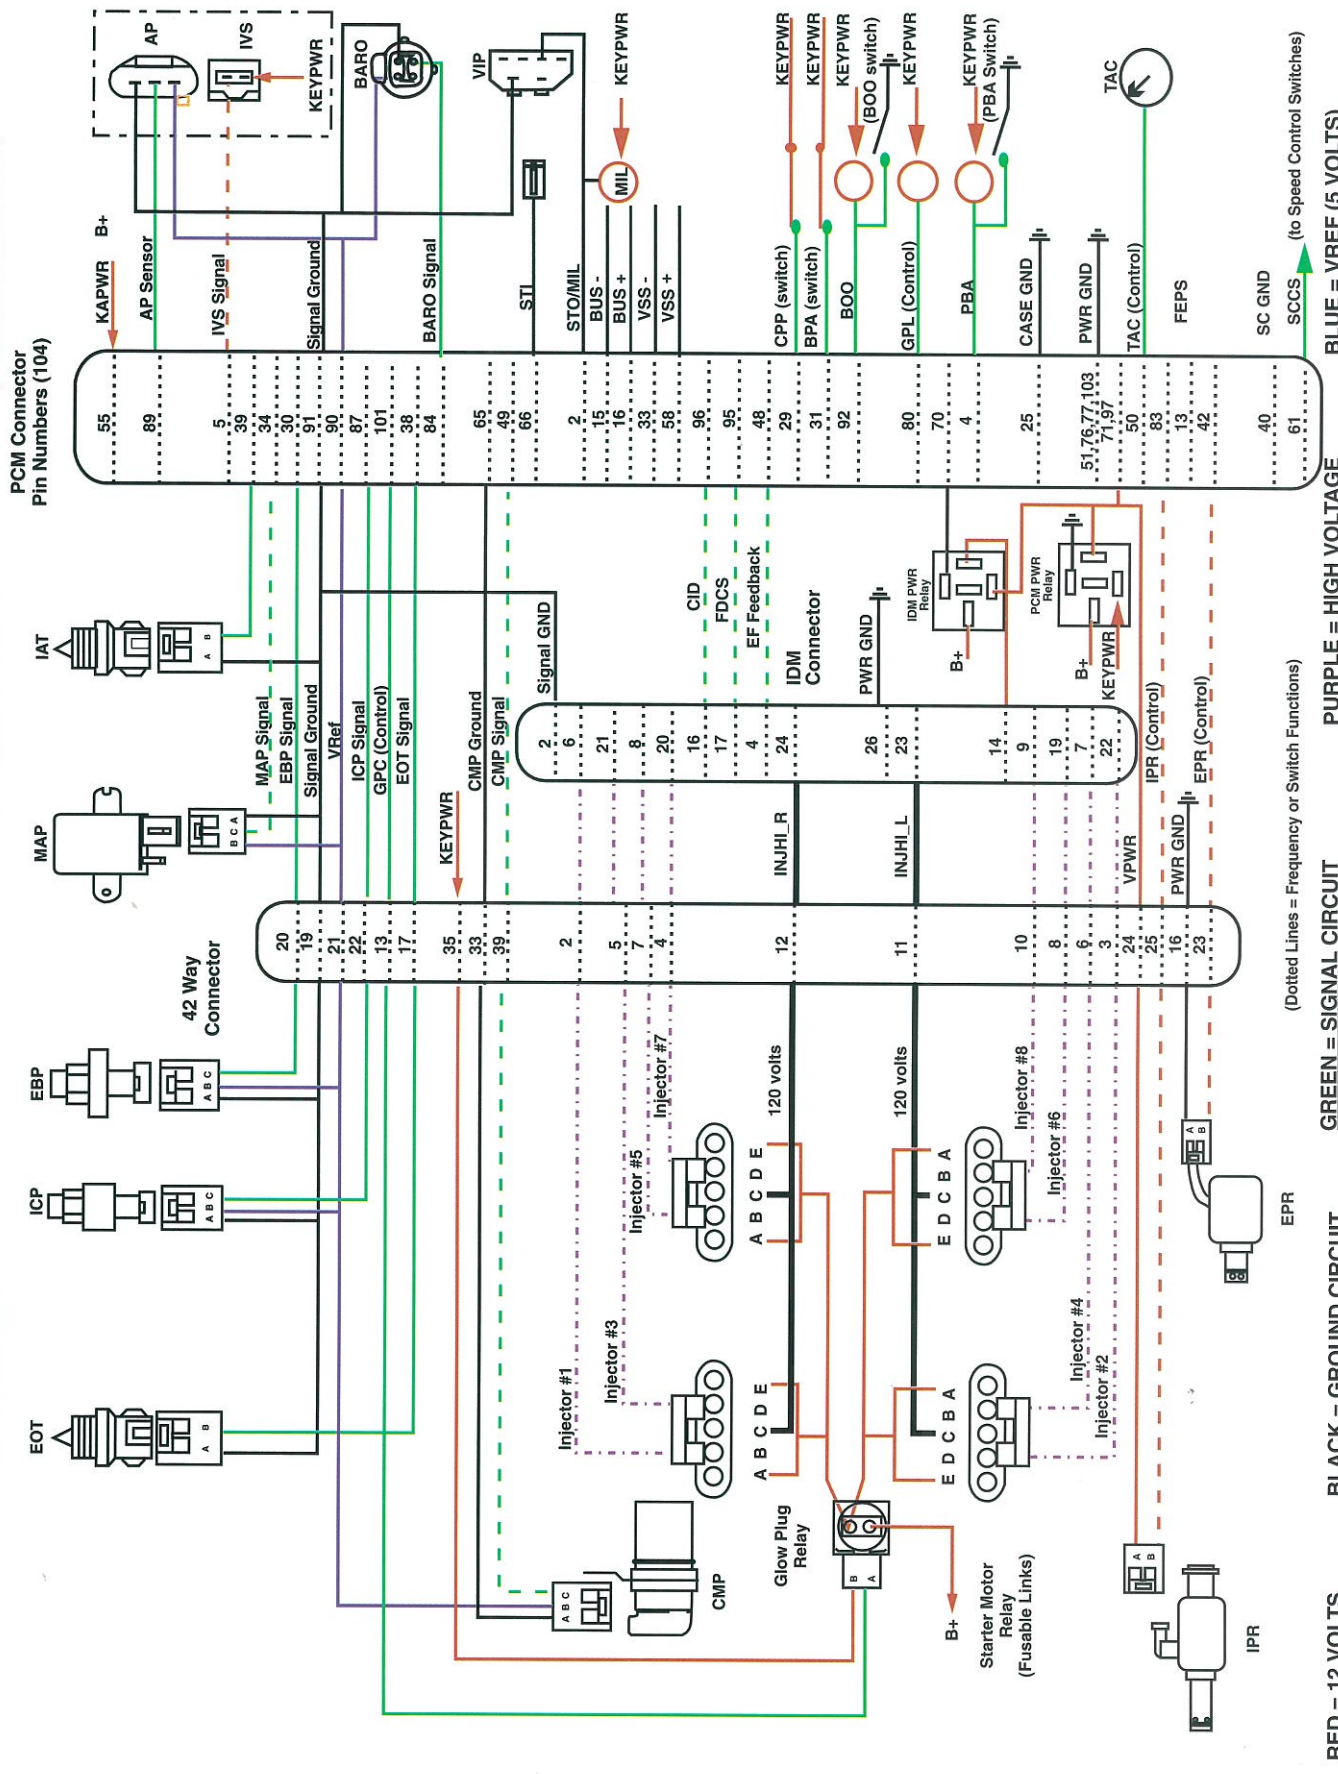 PCM Connector
Pin Numbers (104)
EOT
ICP
EBP
MAP
IAT
AP
IVS
KEYPWR
BARO
VIP
KEYPWR
MIL
KEYPWR
KEYPWR
KEYPWR
(BOO switch)
KEYPWR
KEYPWR
(PBA Switch)
TAC
KAPWR
B+
AP Sensor
IVS Signal
Signal Ground
BARO Signal
STI
STO/MIL
BUS -
BUS +
VSS -
VSS +
CPP (switch)
BPA (switch)
BOO
GPL (Control)
PBA
CASE GND
PWR GND
TAC (Control)
FEPS
SC GND
SCCS
(to Speed Control Switches)
55
89
5
39
34
30
91
90
87
101
38
84
65
49
66
2
15
16
33
58
96
95
48
29
31
92
80
70
4
25
51,76,77,103
71,97
50
83
13
42
40
61
A B
A B
B C A
A B C
A B C
MAP Signal
EBP Signal
Signal Ground
VRef
ICP Signal
GPC (Control)
EOT Signal
KEYPWR
CMP Ground
CMP Signal
Signal GND
CID
FDCS
EF Feedback
IDM
Connector
PWR GND
IDM PWR
Relay
B+
PCM PWR
Relay
B+
KEYPWR
IPR (Control)
EPR (Control)
2
6
21
8
20
16
17
4
24
26
23
14
9
19
7
22
INJHI_R
INJHI_L
VPWR
PWR GND
42 Way
Connector
20
19
21
22
13
17
35
33
39
2
5
7
4
12
11
10
8
6
3
24
25
16
23
Injector #1
Injector #3
Injector #5
Injector #7
120 volts
120 volts
A B C D E
A B C D E
E D C B A
E D C B A
Injector #8
Injector #6
Injector #4
Injector #2
A B C
CMP
Glow Plug
Relay
B
A
B+
Starter Motor
Relay
(Fusable Links)
A
B
IPR
A
B
EPR
(Dotted Lines = Frequency or Switch Functions)
RED = 12 VOLTS
BLACK = GROUND CIRCUIT
GREEN = SIGNAL CIRCUIT
PURPLE = HIGH VOLTAGE
BLUE = VREF (5 VOLTS)